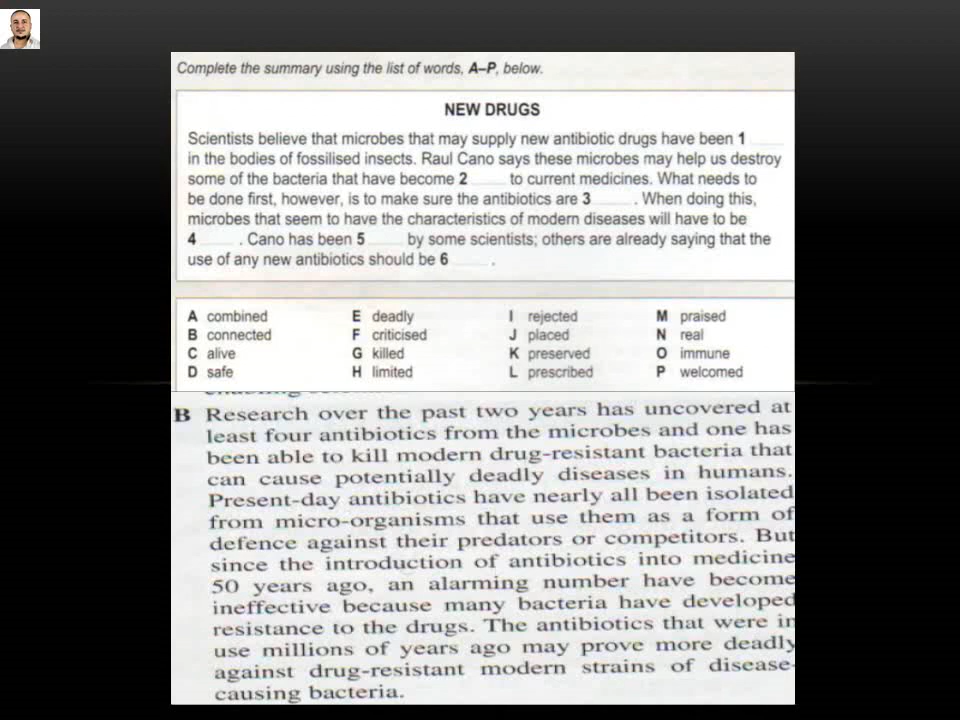 Complete the summary using the list of words, A–P, below.
NEW DRUGS
Scientists believe that microbes that may supply new antibiotic drugs have been 1
in the bodies of fossilised insects. Raul Cano says these microbes may help us destroy
some of the bacteria that have become 2 to current medicines. What needs to
be done first, however, is to make sure the antibiotics are 3 . When doing this,
microbes that seem to have the characteristics of modern diseases will have to be
4 . Cano has been 5 by some scientists; others are already saying that the
use of any new antibiotics should be 6 .
A combined E deadly I rejected M praised
B connected F criticised J placed N real
C alive G killed K preserved O immune
D safe H limited L prescribed P welcomed
B Research over the past two years has uncovered at
least four antibiotics from the microbes and one has
been able to kill modern drug-resistant bacteria that
can cause potentially deadly diseases in humans.
Present-day antibiotics have nearly all been isolated
from micro-organisms that use them as a form of
defence against their predators or competitors. But
since the introduction of antibiotics into medicine
50 years ago, an alarming number have become
ineffective because many bacteria have developed
resistance to the drugs. The antibiotics that were in
use millions of years ago may prove more deadly
against drug-resistant modern strains of disease-
causing bacteria.